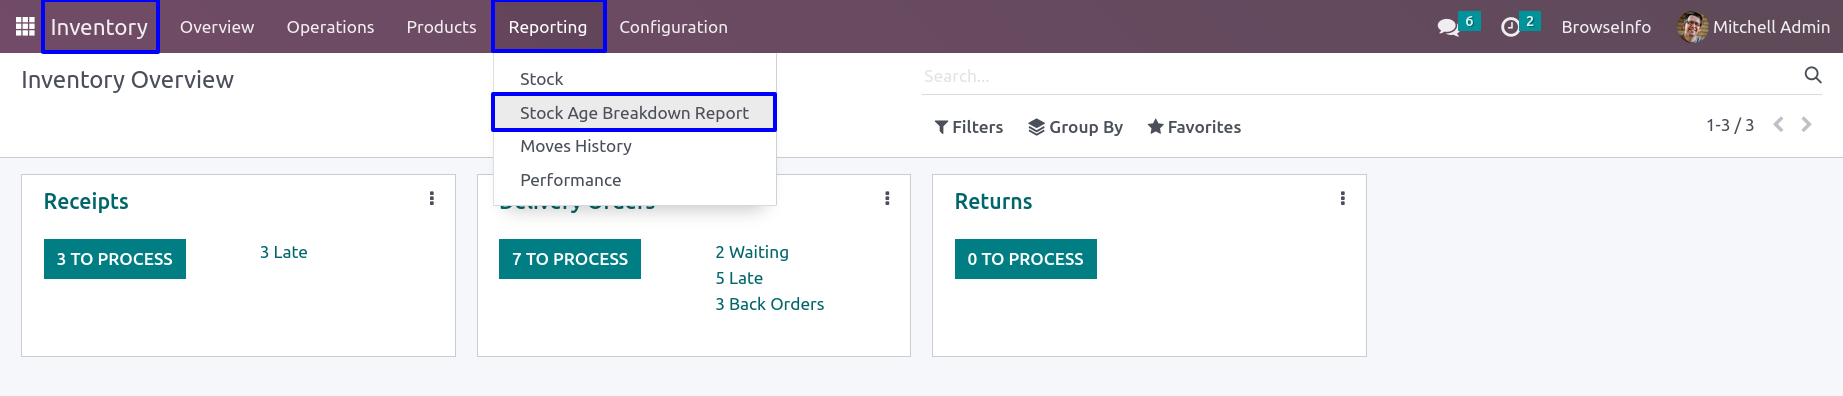 Inventory Overview Operations Products Reporting Configuration 6 2 BrowseInfo Mitchell Admin
Inventory Overview
Search...
Stock
Stock Age Breakdown Report
Moves History
Performance
Filters Group By Favorites
1-3 / 3
Receipts
3 TO PROCESS
3 Late
Delivery Orders
7 TO PROCESS
2 Waiting
5 Late
3 Back Orders
Returns
0 TO PROCESS